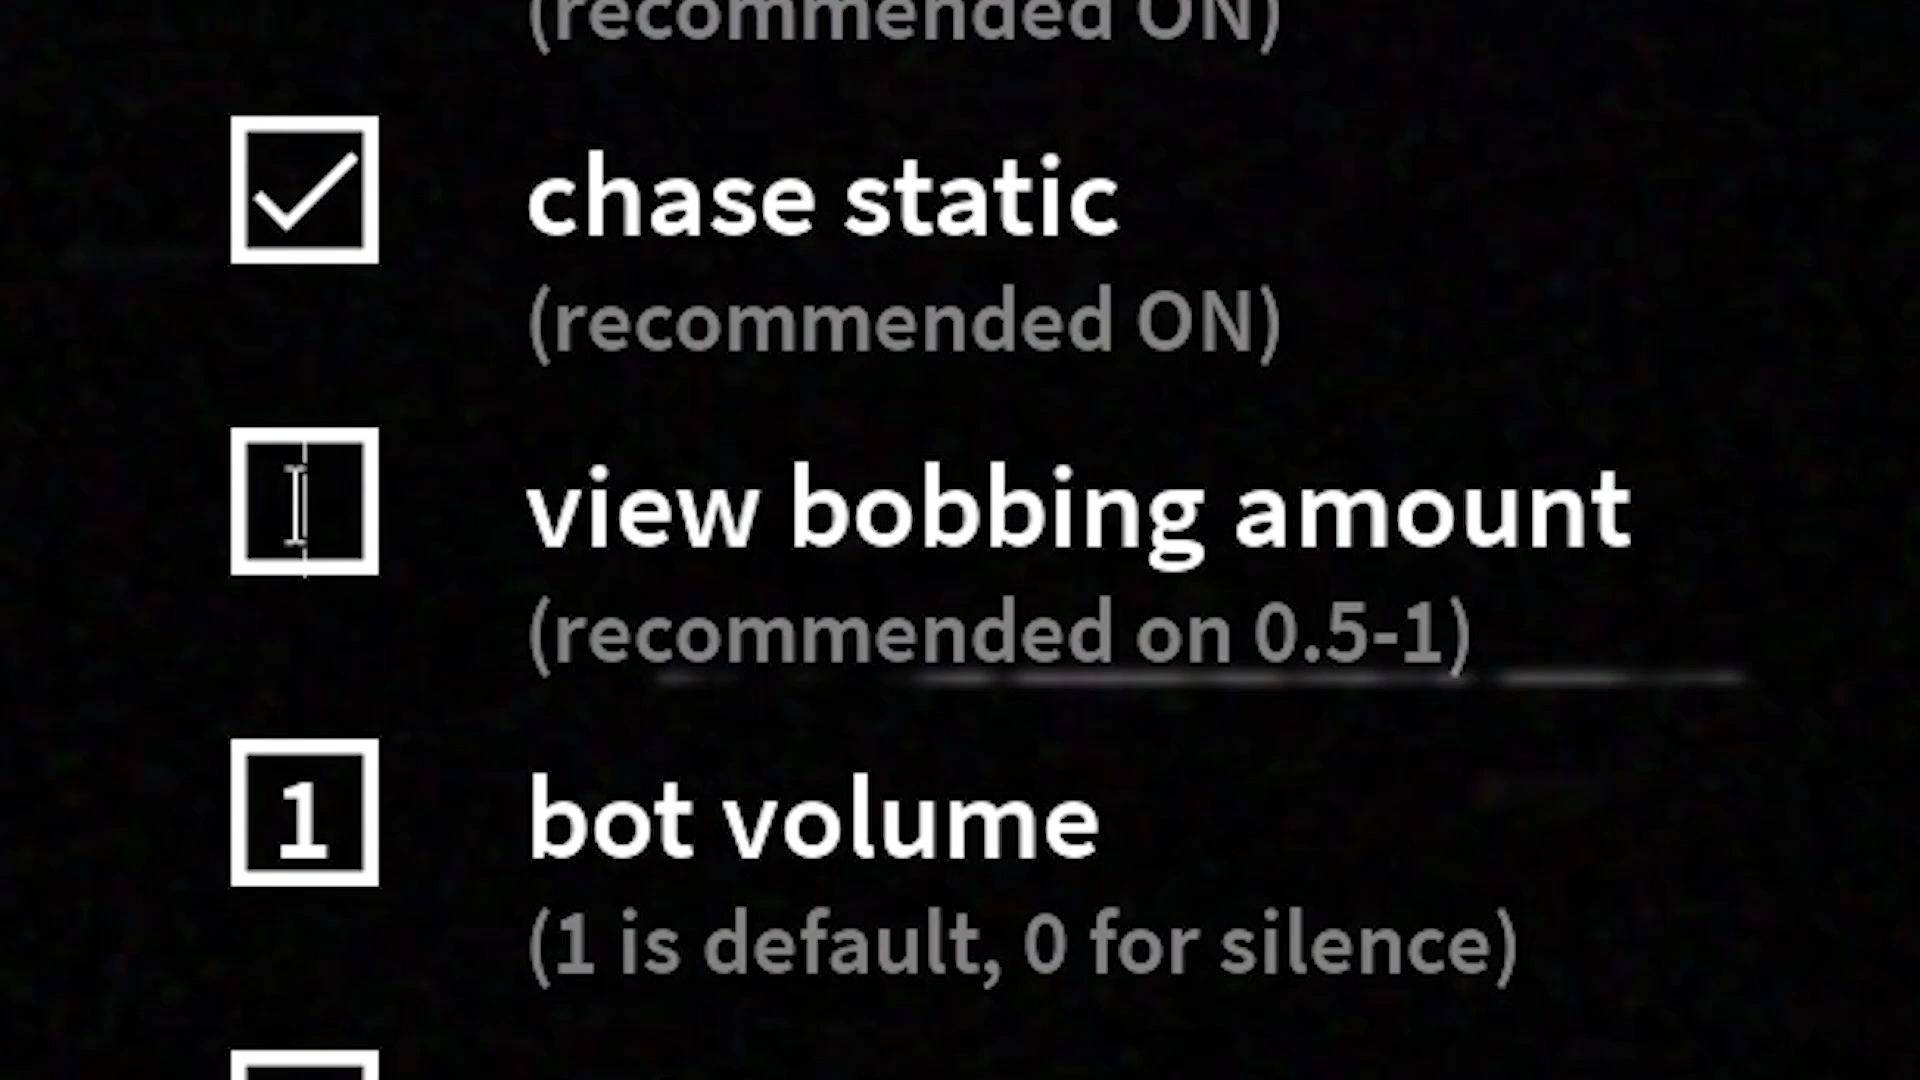 (recommended ON)
chase static
(recommended ON)
view bobbing amount
(recommended on 0.5-1)
1 bot volume
(1 is default, 0 for silence)